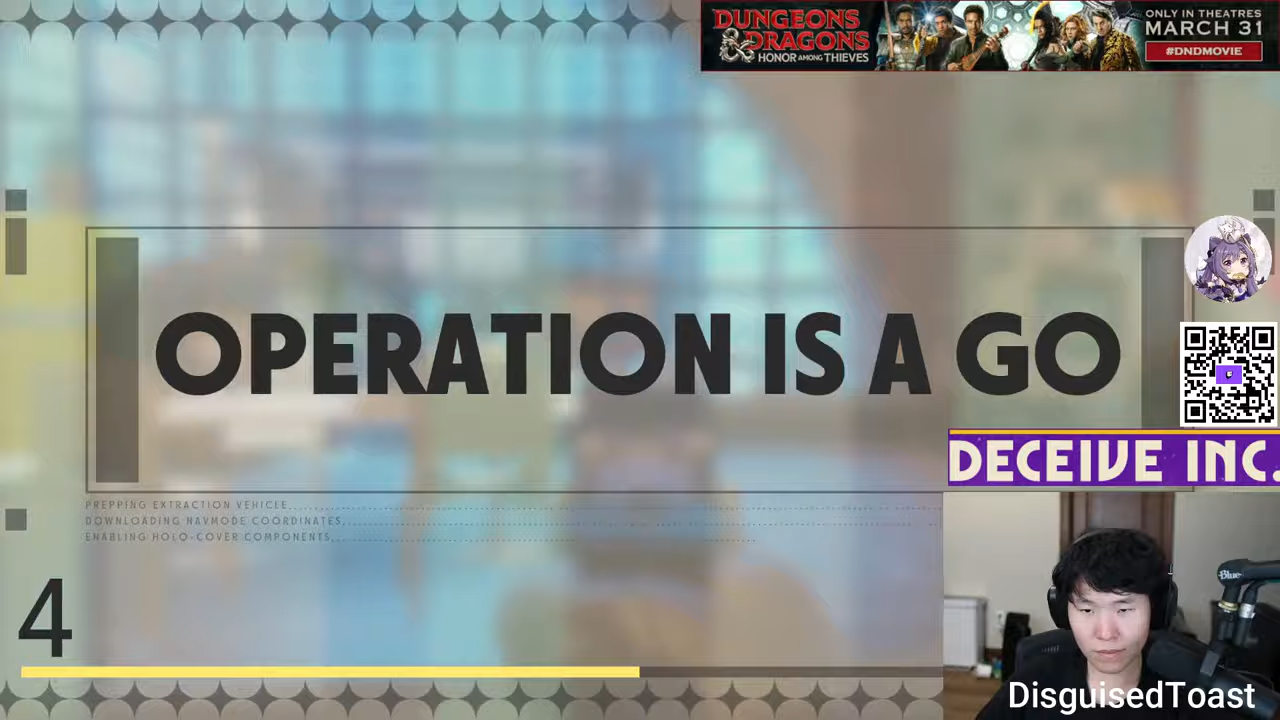 DUNGEONS
& DRAGONS
HONOR AMONG THIEVES
ONLY IN THEATRES
MARCH 31
#DNDMOVIE
OPERATION IS A GO
DECEIVE INC.
PREPPING EXTRACTION VEHICLE
DOWNLOADING NAVMODE COORDINATES
ENABLING HOLO-COVER COMPONENTS
4
Blue
DisguisedToast